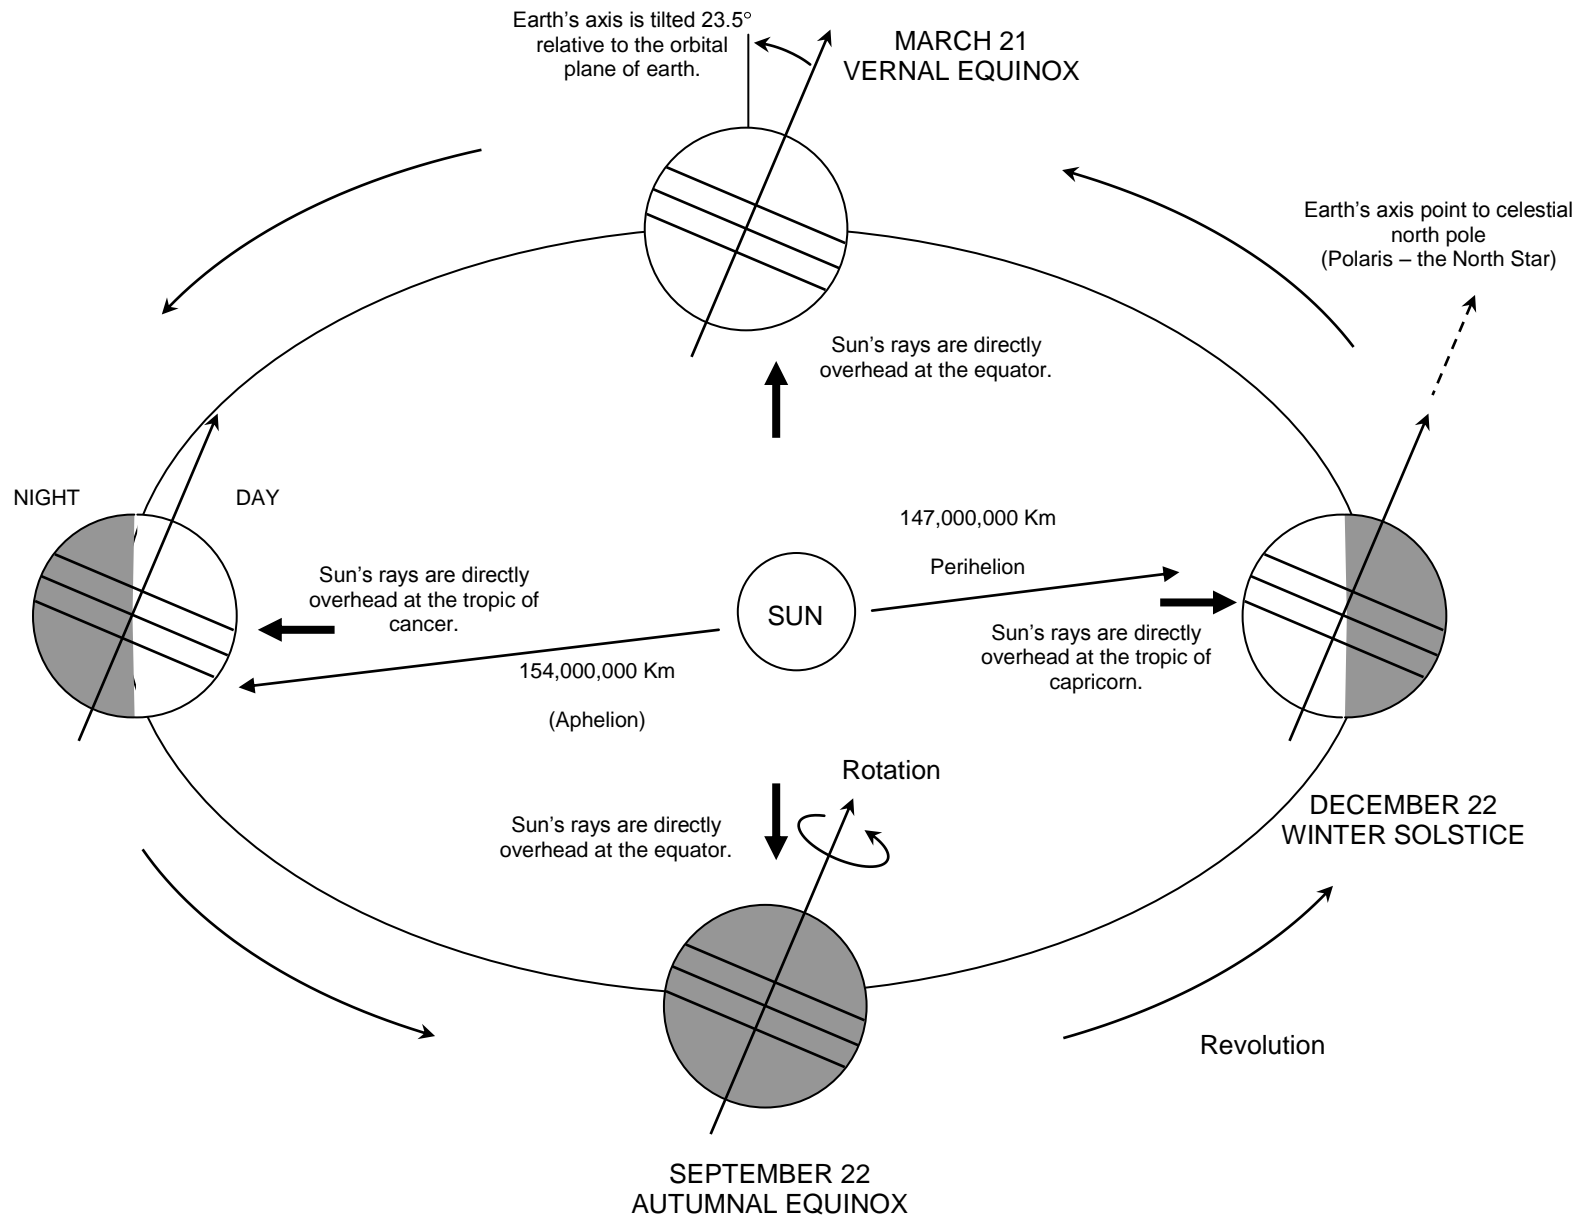 Earth's axis is tilted 23.5°
relative to the orbital
plane of earth.
MARCH 21
VERNAL EQUINOX
Earth's axis point to celestial
north pole
(Polaris – the North Star)
Sun's rays are directly
overhead at the equator.
NIGHT
DAY
147,000,000 Km
Perihelion
Sun's rays are directly
overhead at the tropic of
cancer.
SUN
Sun's rays are directly
overhead at the tropic of
capricorn.
154,000,000 Km
(Aphelion)
Rotation
Sun's rays are directly
overhead at the equator.
DECEMBER 22
WINTER SOLSTICE
Revolution
SEPTEMBER 22
AUTUMNAL EQUINOX